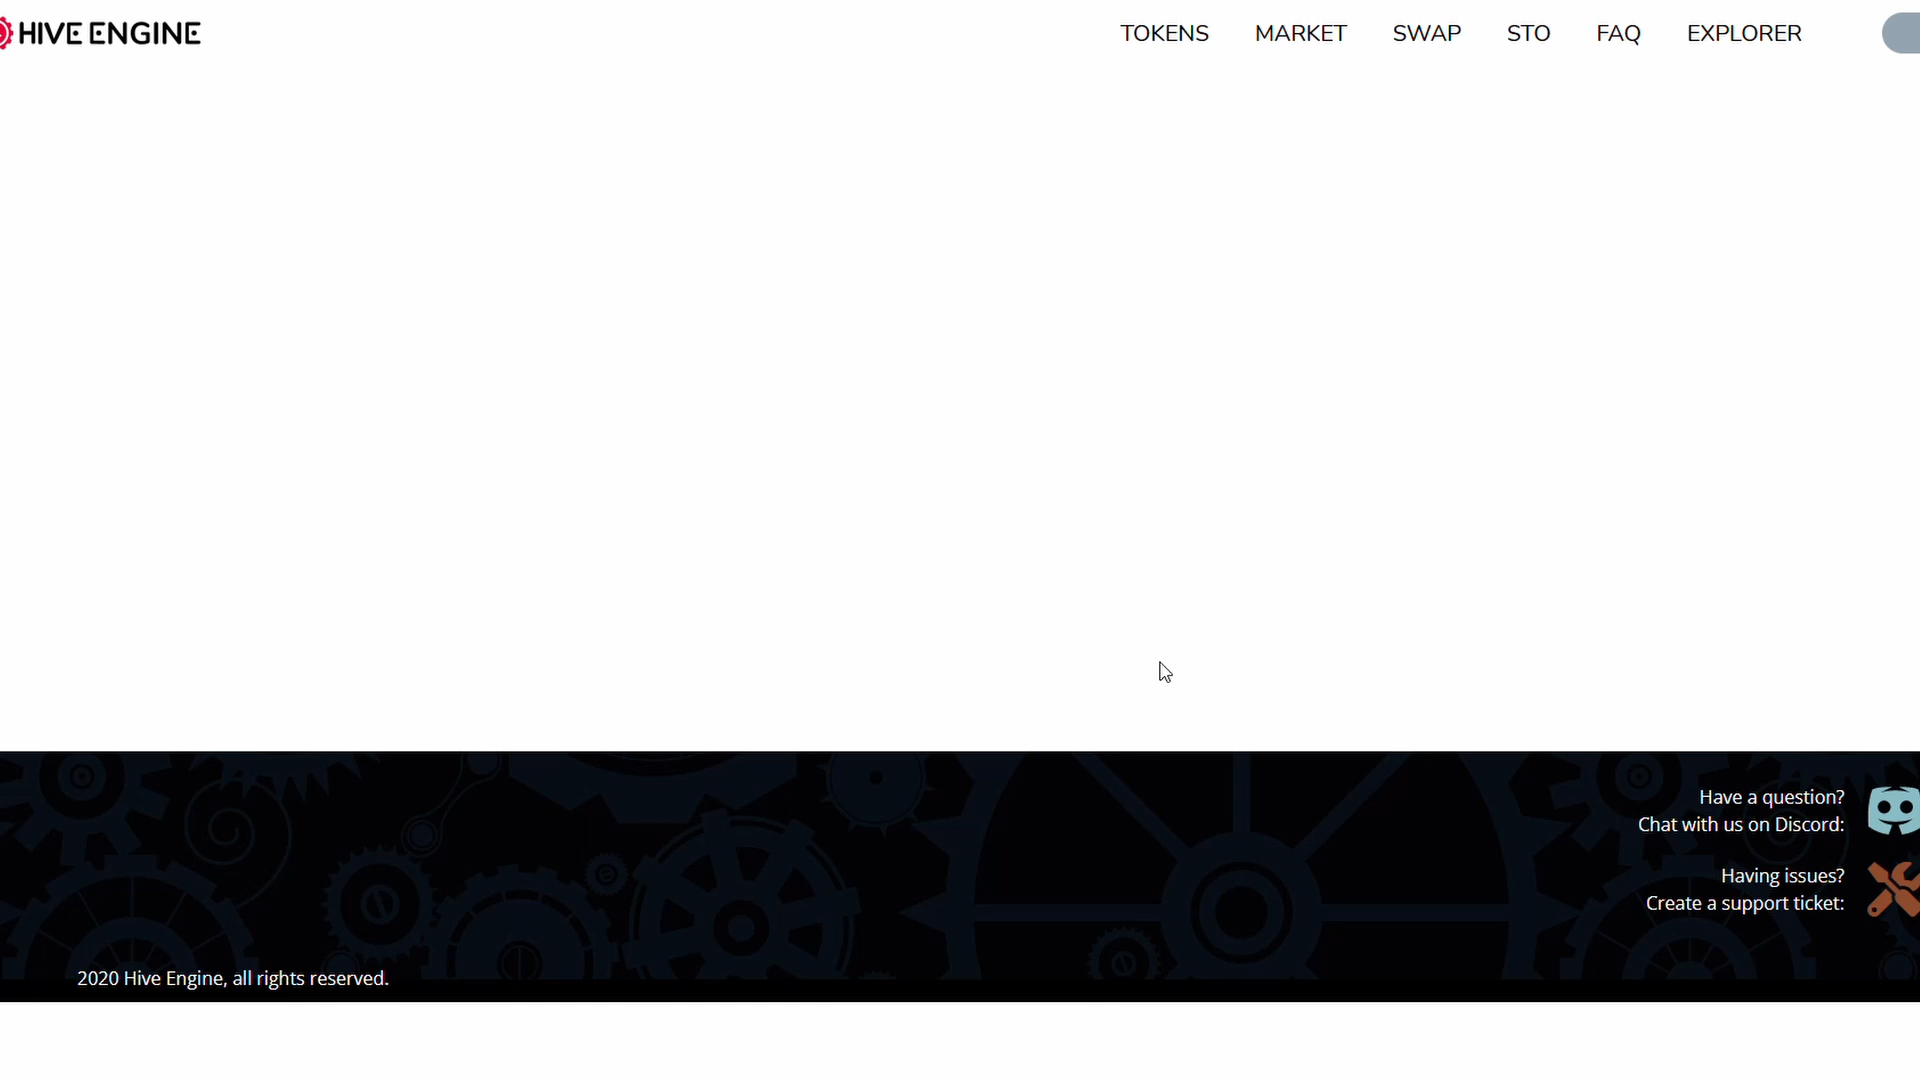 HIVE ENGINE
TOKENS MARKET SWAP STO FAQ EXPLORER
Have a question?
Chat with us on Discord:
Having issues?
Create a support ticket:
2020 Hive Engine, all rights reserved.